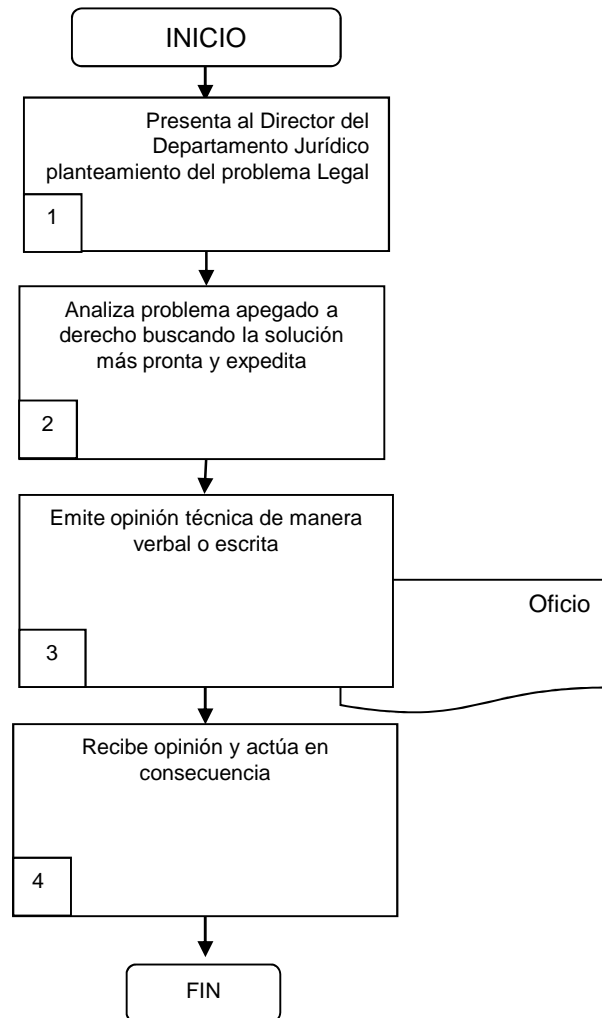 INICIO
Presenta al Director del
Departamento Jurídico
planteamiento del problema Legal
1
Analiza problema apegado a
derecho buscando la solución
más pronta y expedita
2
Emite opinión técnica de manera
verbal o escrita
Oficio
3
Recibe opinión y actúa en
consecuencia
4
FIN